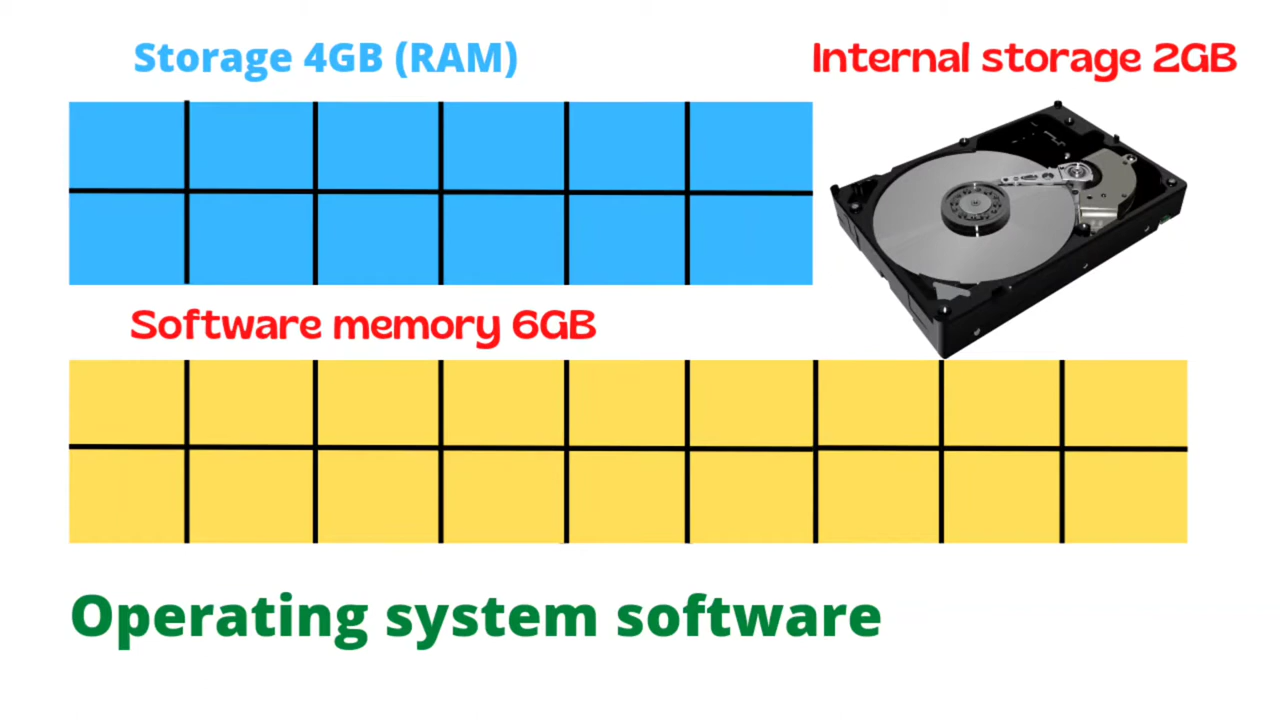 Storage 4GB (RAM)
Internal storage 2GB
Software memory 6GB
Operating system software